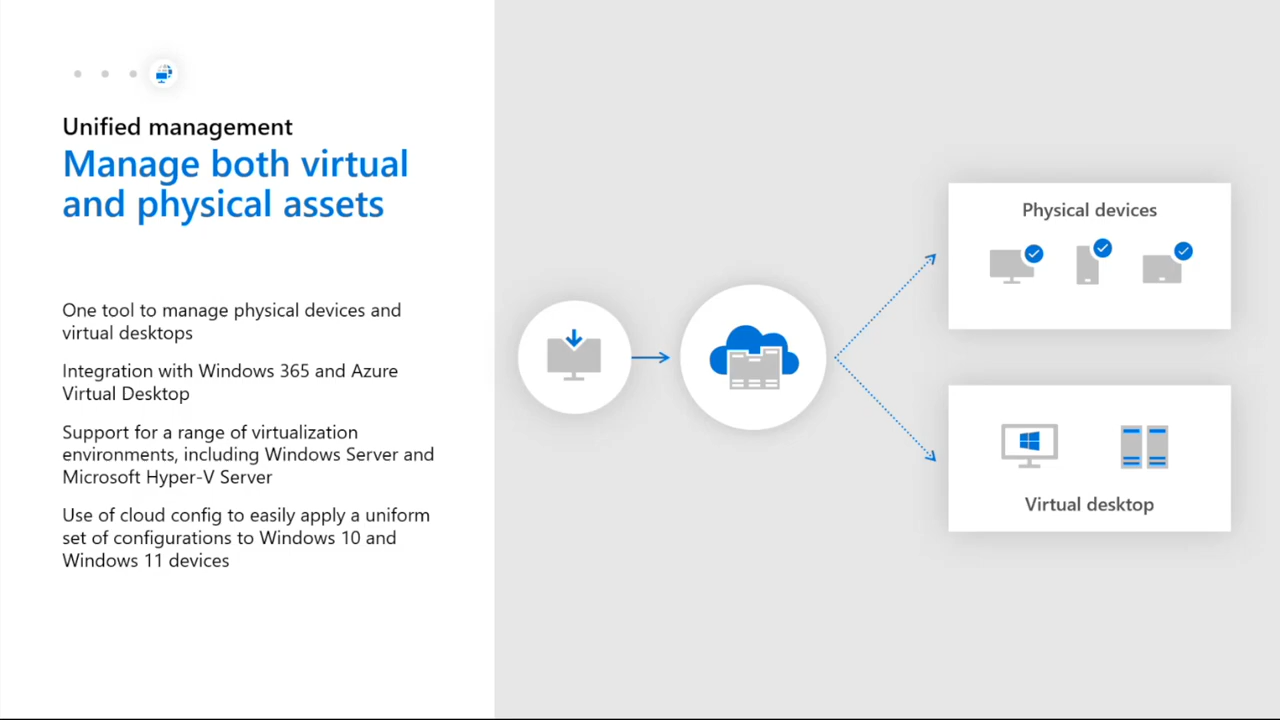 Unified management
Manage both virtual
and physical assets
One tool to manage physical devices and
virtual desktops
Integration with Windows 365 and Azure
Virtual Desktop
Support for a range of virtualization
environments, including Windows Server and
Microsoft Hyper-V Server
Use of cloud config to easily apply a uniform
set of configurations to Windows 10 and
Windows 11 devices
Physical devices
Virtual desktop